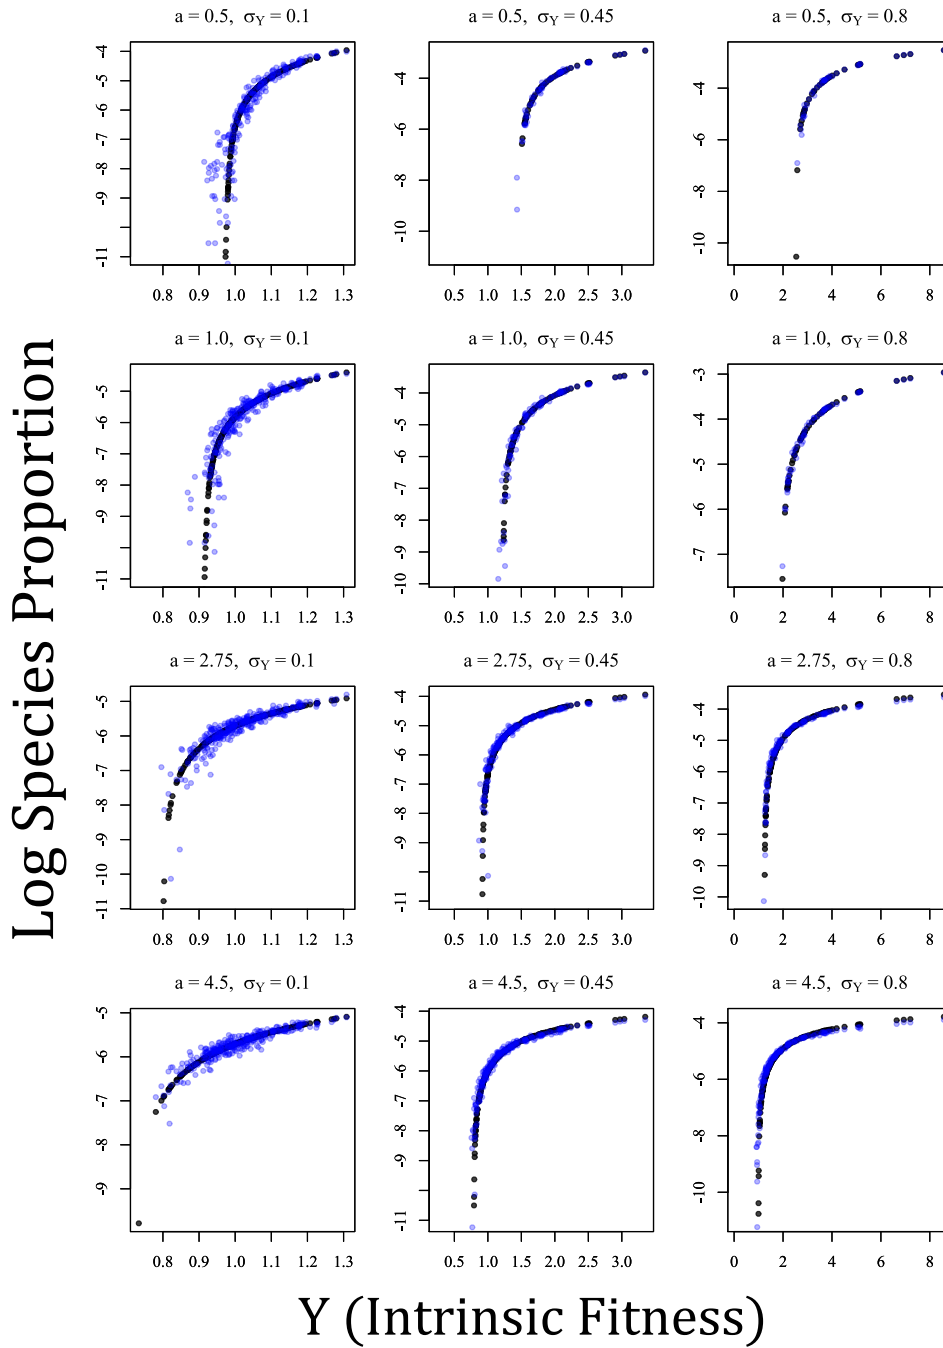 a = 0.5, σY = 0.1
a = 0.5, σY = 0.45
a = 0.5, σY = 0.8
-4
-5
-6
-7
-8
-9
-11
-4
-6
-8
-10
-4
-6
-8
-10
0.8 0.9 1.0 1.1 1.2 1.3
0.5 1.0 1.5 2.0 2.5 3.0
0 2 4 6 8
a = 1.0, σY = 0.1
a = 1.0, σY = 0.45
a = 1.0, σY = 0.8
-5
-6
-7
-8
-9
-11
-4
-5
-6
-7
-8
-9
-10
-3
-4
-5
-6
-7
0.8 0.9 1.0 1.1 1.2 1.3
0.5 1.0 1.5 2.0 2.5 3.0
0 2 4 6 8
Log Species Proportion
a = 2.75, σY = 0.1
a = 2.75, σY = 0.45
a = 2.75, σY = 0.8
-5
-6
-7
-8
-9
-10
-11
-4
-5
-6
-7
-8
-9
-11
-4
-5
-6
-7
-8
-9
-10
0.8 0.9 1.0 1.1 1.2 1.3
0.5 1.0 1.5 2.0 2.5 3.0
0 2 4 6 8
a = 4.5, σY = 0.1
a = 4.5, σY = 0.45
a = 4.5, σY = 0.8
-5
-6
-7
-8
-9
-4
-5
-6
-7
-8
-9
-11
-4
-6
-8
-10
0.8 0.9 1.0 1.1 1.2 1.3
0.5 1.0 1.5 2.0 2.5 3.0
0 2 4 6 8
Y (Intrinsic Fitness)